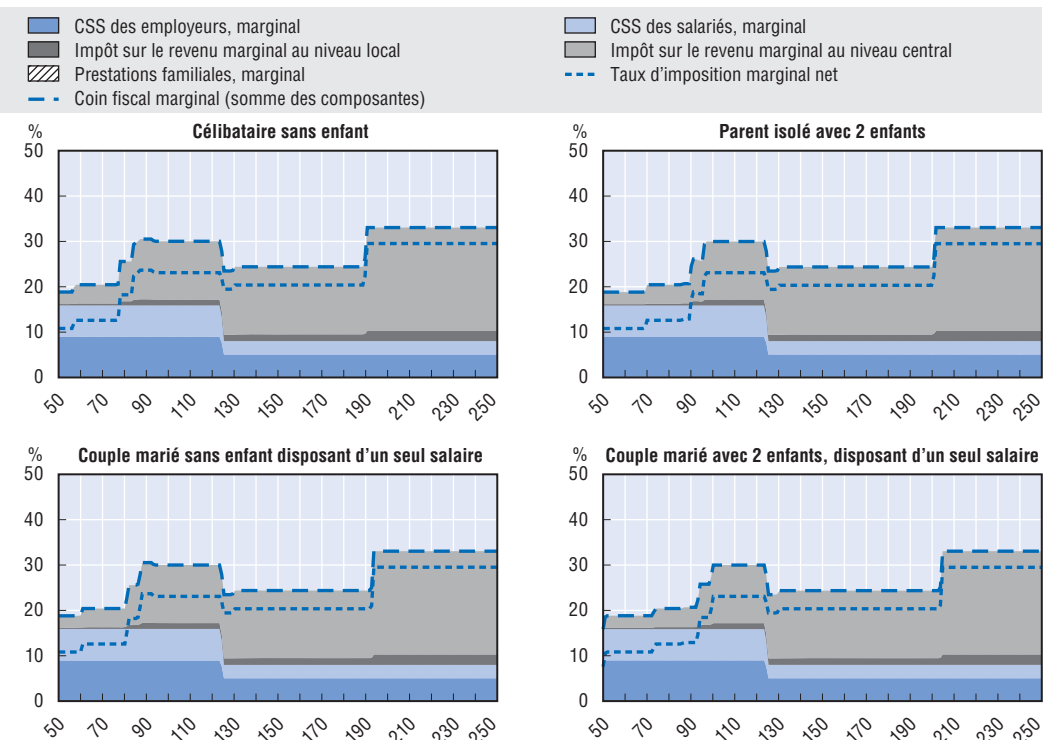 CSS des employeurs, marginal
CSS des salariés, marginal
Impôt sur le revenu marginal au niveau local
Impôt sur le revenu marginal au niveau central
Prestations familiales, marginal
Taux d'imposition marginal net
Coin fiscal marginal (somme des composantes)
%
Célibataire sans enfant
50
40
30
20
10
0
50 70 90 110 130 150 170 190 210 230 250
%
Parent isolé avec 2 enfants
50
40
30
20
10
0
50 70 90 110 130 150 170 190 210 230 250
%
Couple marié sans enfant disposant d'un seul salaire
50
40
30
20
10
0
50 70 90 110 130 150 170 190 210 230 250
%
Couple marié avec 2 enfants, disposant d'un seul salaire
50
40
30
20
10
0
50 70 90 110 130 150 170 190 210 230 250